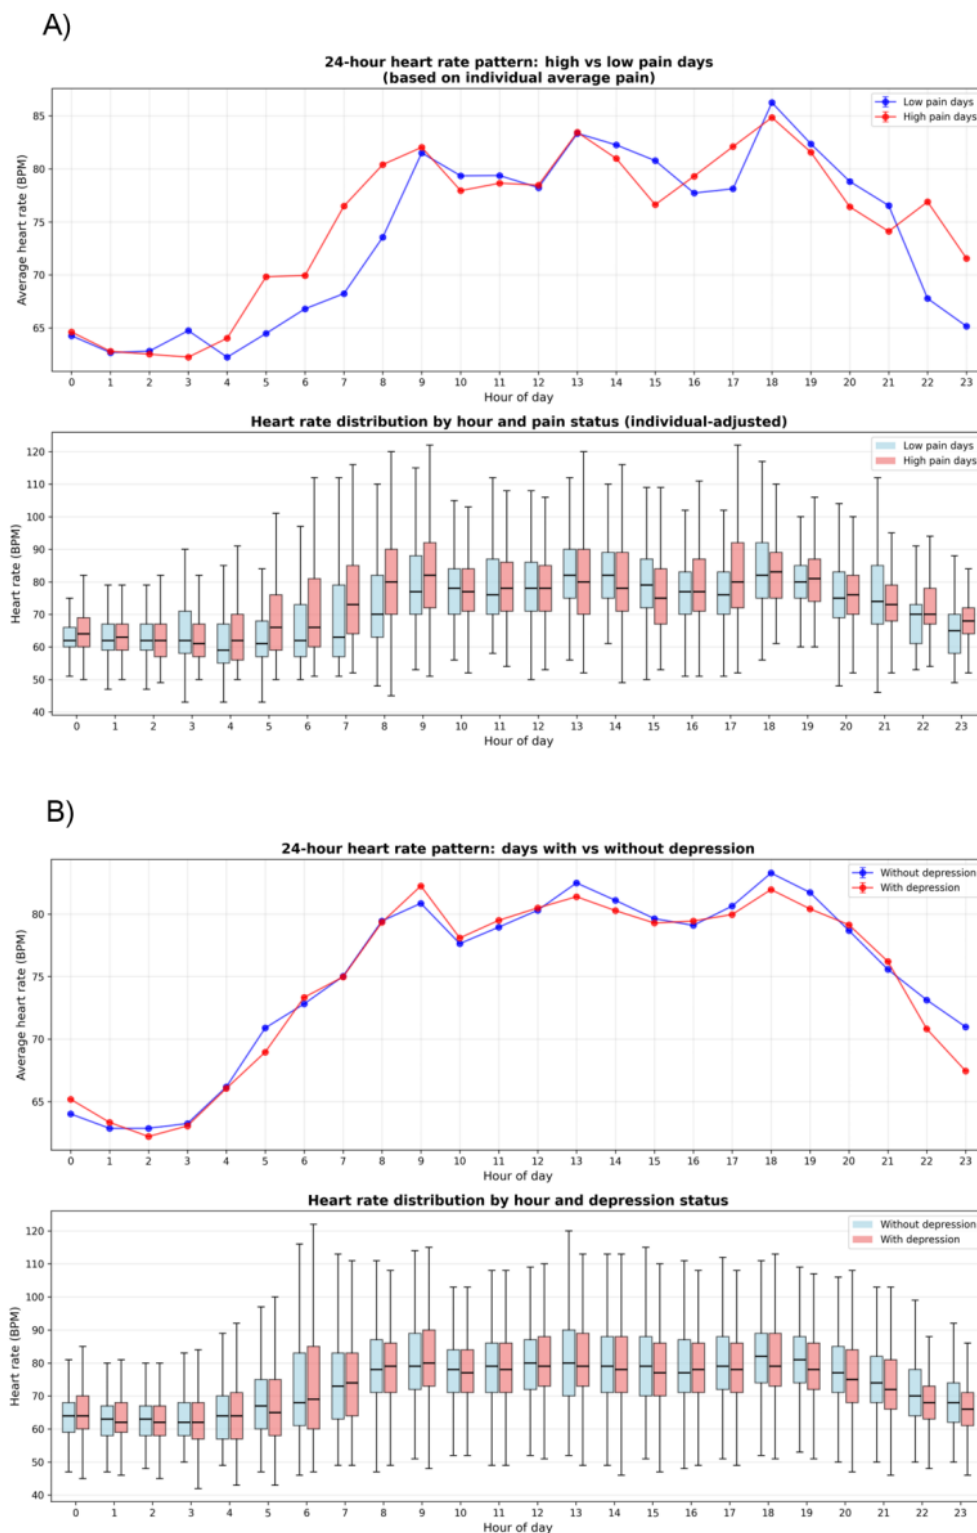 A)
24-hour heart rate pattern: high vs low pain days
(based on individual average pain)
Low pain days
High pain days
Average heart rate (BPM)
85
80
75
70
65
0 1 2 3 4 5 6 7 8 9 10 11 12 13 14 15 16 17 18 19 20 21 22 23
Hour of day
Heart rate distribution by hour and pain status (individual-adjusted)
Low pain days
High pain days
Heart rate (BPM)
120
110
100
90
80
70
60
50
40
0 1 2 3 4 5 6 7 8 9 10 11 12 13 14 15 16 17 18 19 20 21 22 23
Hour of day
B)
24-hour heart rate pattern: days with vs without depression
Without depression
With depression
Average heart rate (BPM)
80
75
70
65
0 1 2 3 4 5 6 7 8 9 10 11 12 13 14 15 16 17 18 19 20 21 22 23
Hour of day
Heart rate distribution by hour and depression status
Without depression
With depression
Heart rate (BPM)
120
110
100
90
80
70
60
50
40
0 1 2 3 4 5 6 7 8 9 10 11 12 13 14 15 16 17 18 19 20 21 22 23
Hour of day